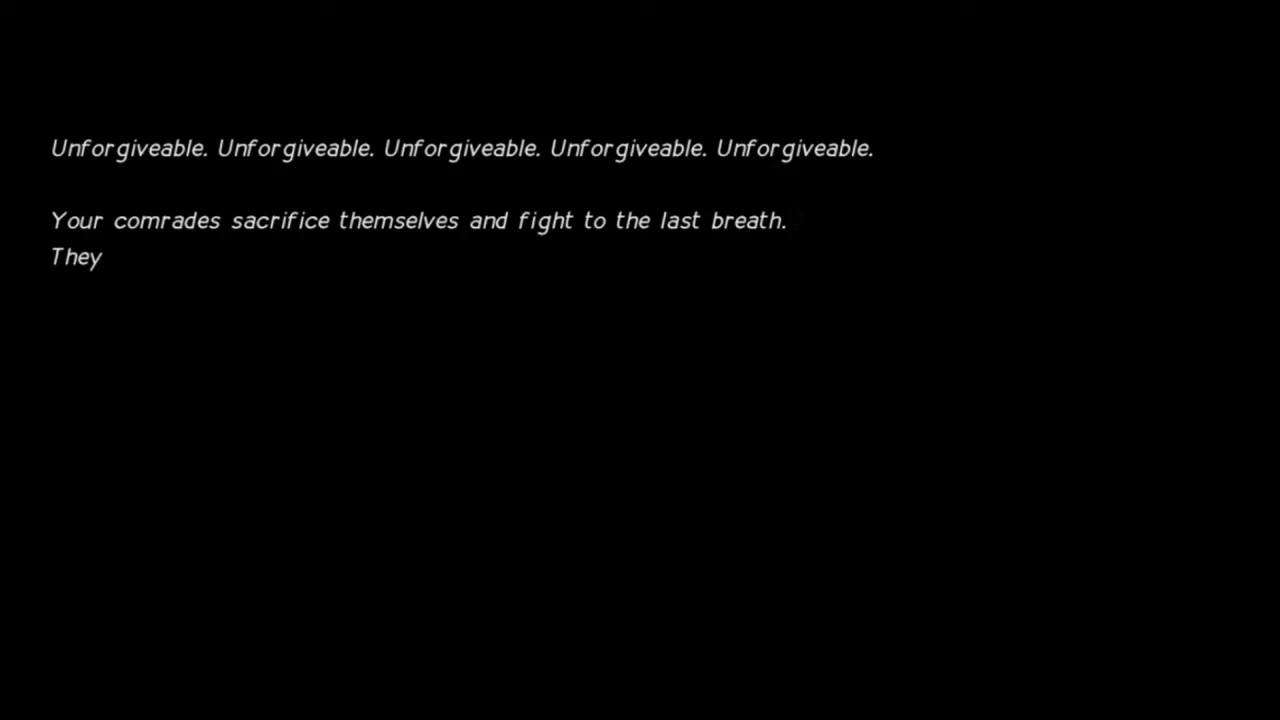 Unforgiveable. Unforgiveable. Unforgiveable. Unforgiveable. Unforgiveable.
Your comrades sacrifice themselves and fight to the last breath.
They